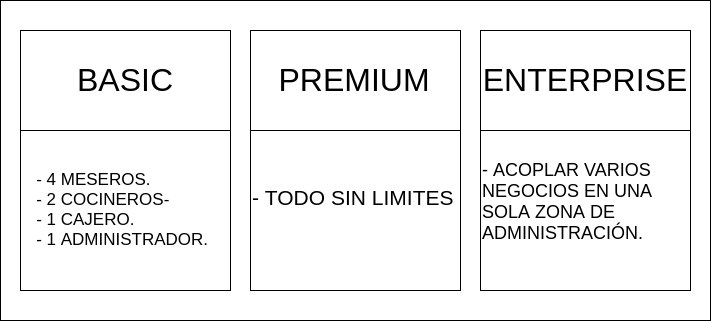 BASIC
- 4 MESEROS.
- 2 COCINEROS-
- 1 CAJERO.
- 1 ADMINISTRADOR.
PREMIUM
- TODO SIN LIMITES
ENTERPRISE
- ACOPLAR VARIOS
NEGOCIOS EN UNA
SOLA ZONA DE
ADMINISTRACIÓN.